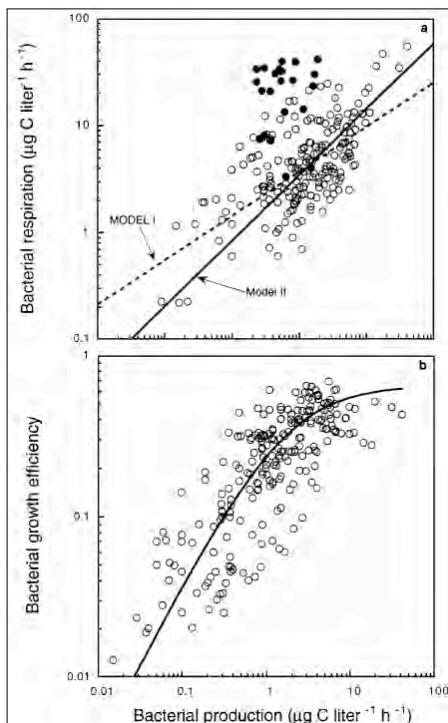 a
Bacterial respiration (µg C liter⁻¹ h⁻¹)
100
10
1
0.1
MODEL I
Model II
b
Bacterial growth efficiency
1
0.1
0.01
0.01 0.1 1 10 100
Bacterial production (µg C liter ⁻¹ h⁻¹)